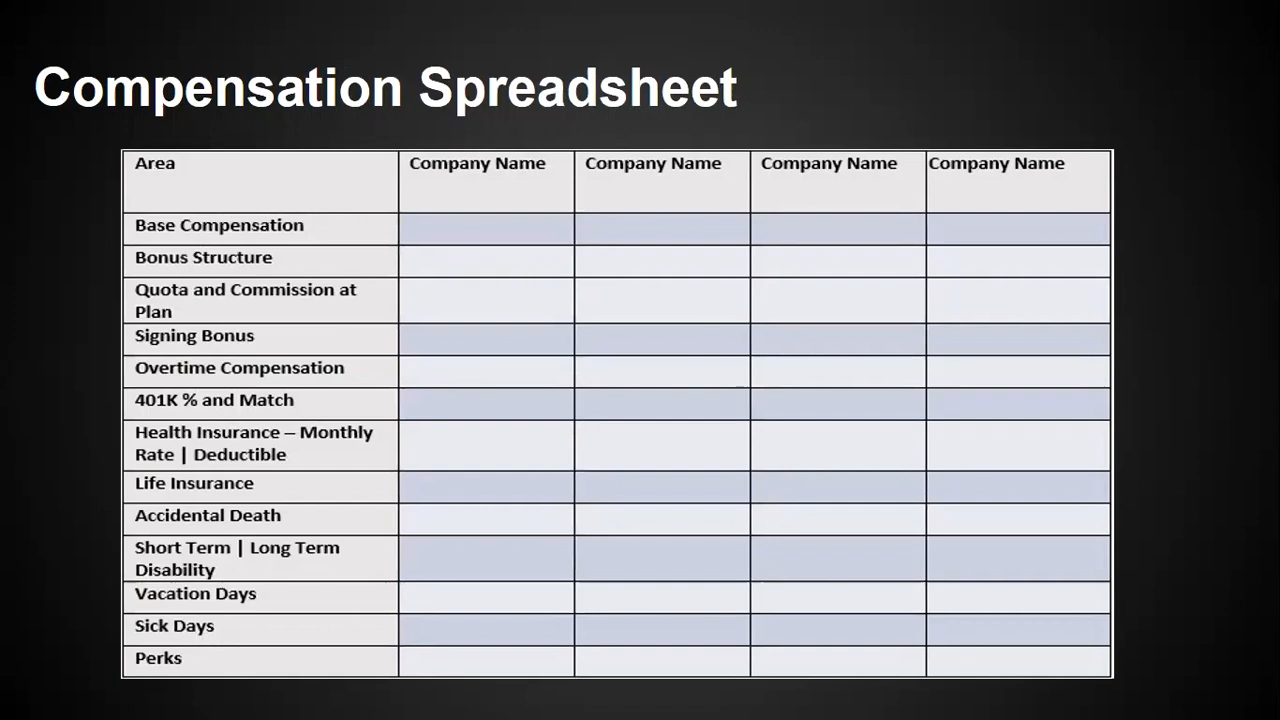 Compensation Spreadsheet
Area Company Name Company Name Company Name Company Name
Base Compensation
Bonus Structure
Quota and Commission at
Plan
Signing Bonus
Overtime Compensation
401K % and Match
Health Insurance – Monthly
Rate | Deductible
Life Insurance
Accidental Death
Short Term | Long Term
Disability
Vacation Days
Sick Days
Perks